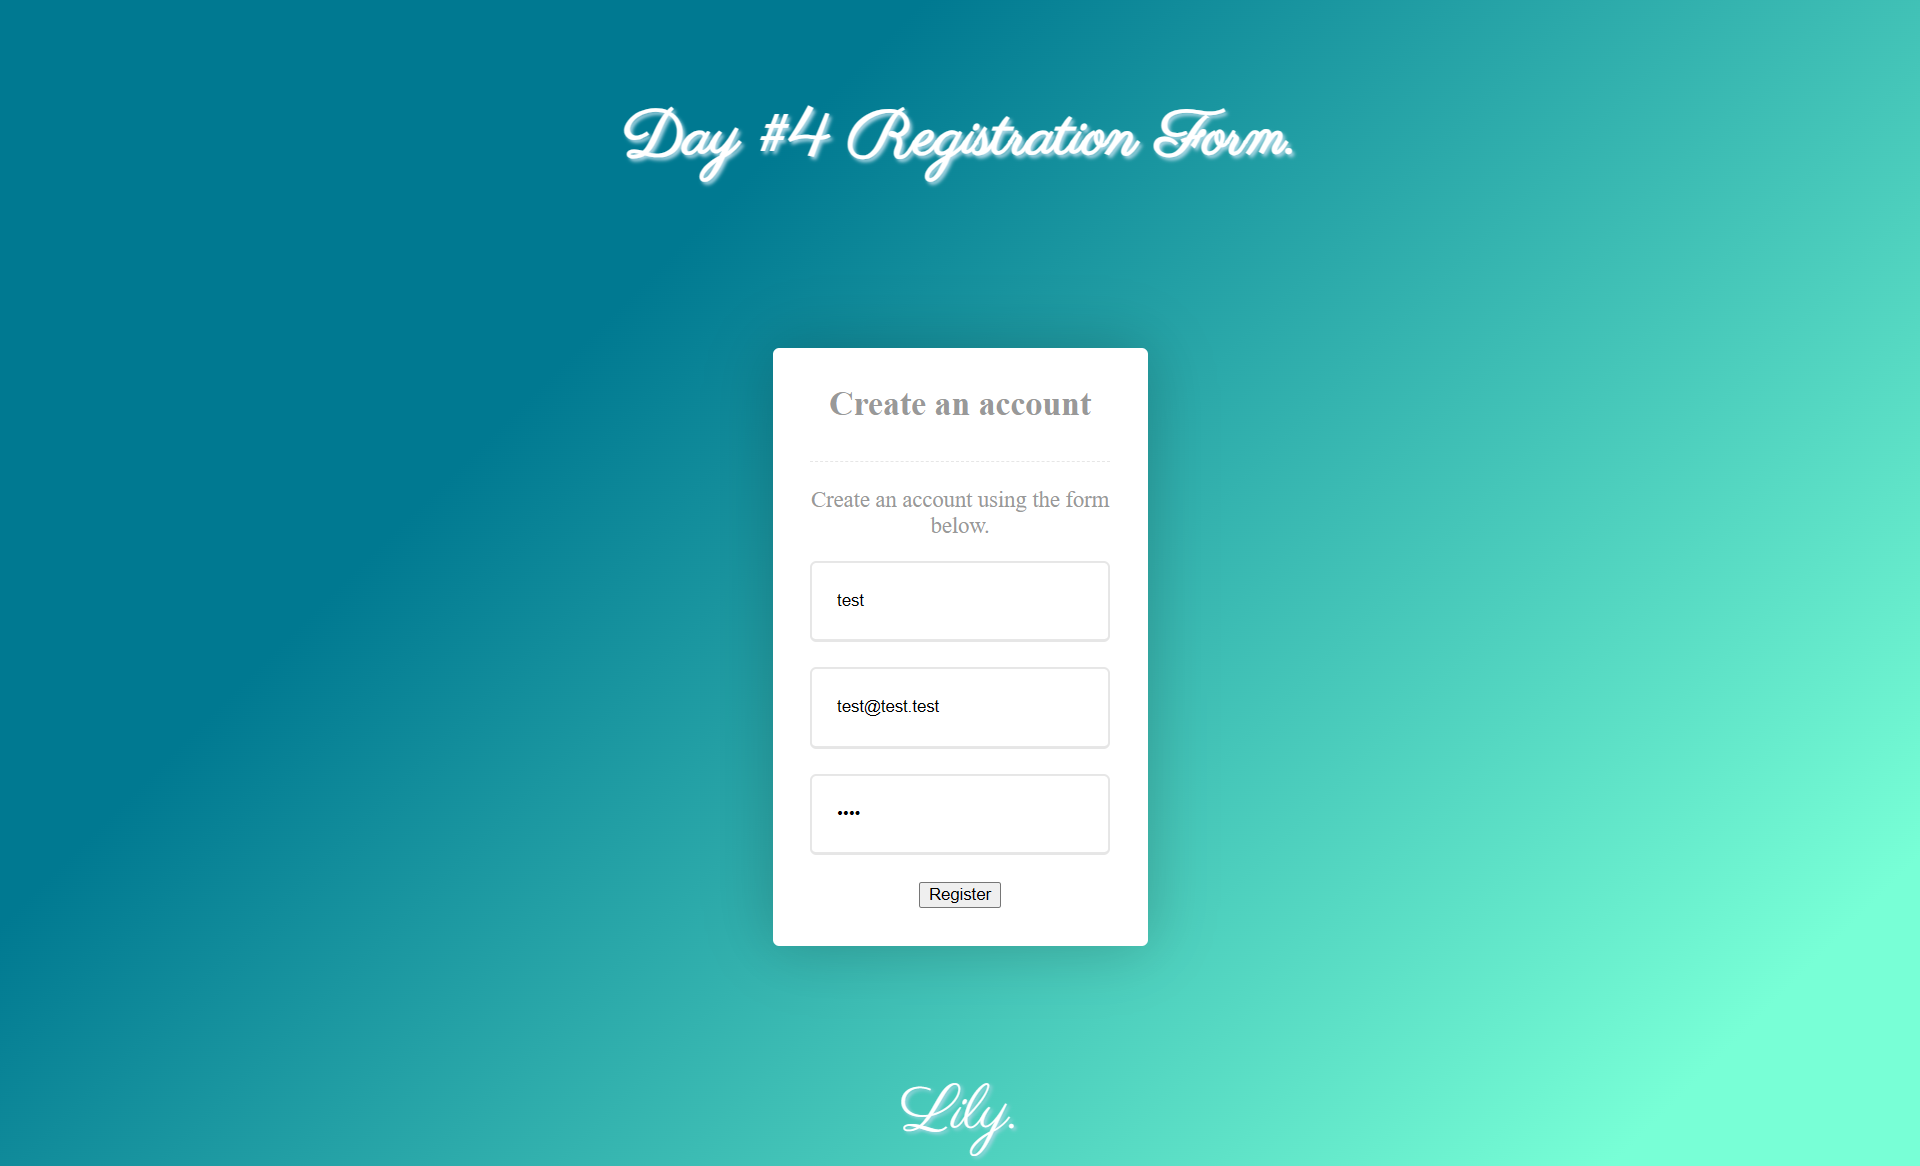 Day #4 Registration Form.
Create an account
Create an account using the form
below.
test
test@test.test
••••
Register
Lily.